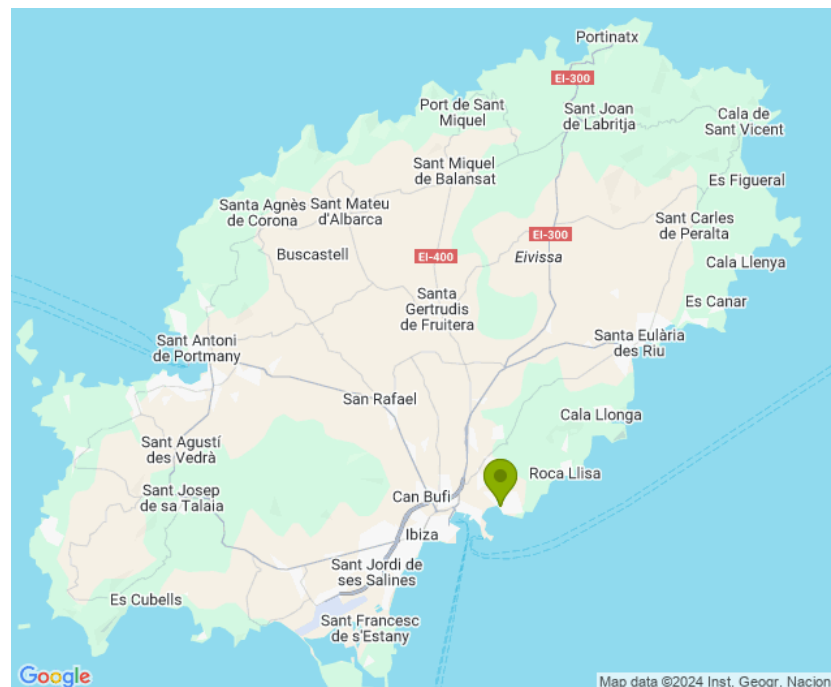 Portinatx
EI-300
Port de Sant
Miquel
Sant Joan
de Labritja
Cala de
Sant Vicent
Sant Miquel
de Balansat
Es Figueral
Santa Agnès
de Corona
Sant Mateu
d'Albarca
Sant Carles
de Peralta
EI-300
Buscastell
EI-400
Eivissa
Cala Llenya
Santa
Gertrudis
de Fruitera
Es Canar
Sant Antoni
de Portmany
Santa Eulària
des Riu
San Rafael
Cala Llonga
Sant Agustí
des Vedrà
Roca Llisa
Sant Josep
de sa Talaia
Can Bufi
Ibiza
Sant Jordi de
ses Salines
Es Cubells
Sant Francesc
de s'Estany
Google
Map data ©2024 Inst. Geogr. Nacion